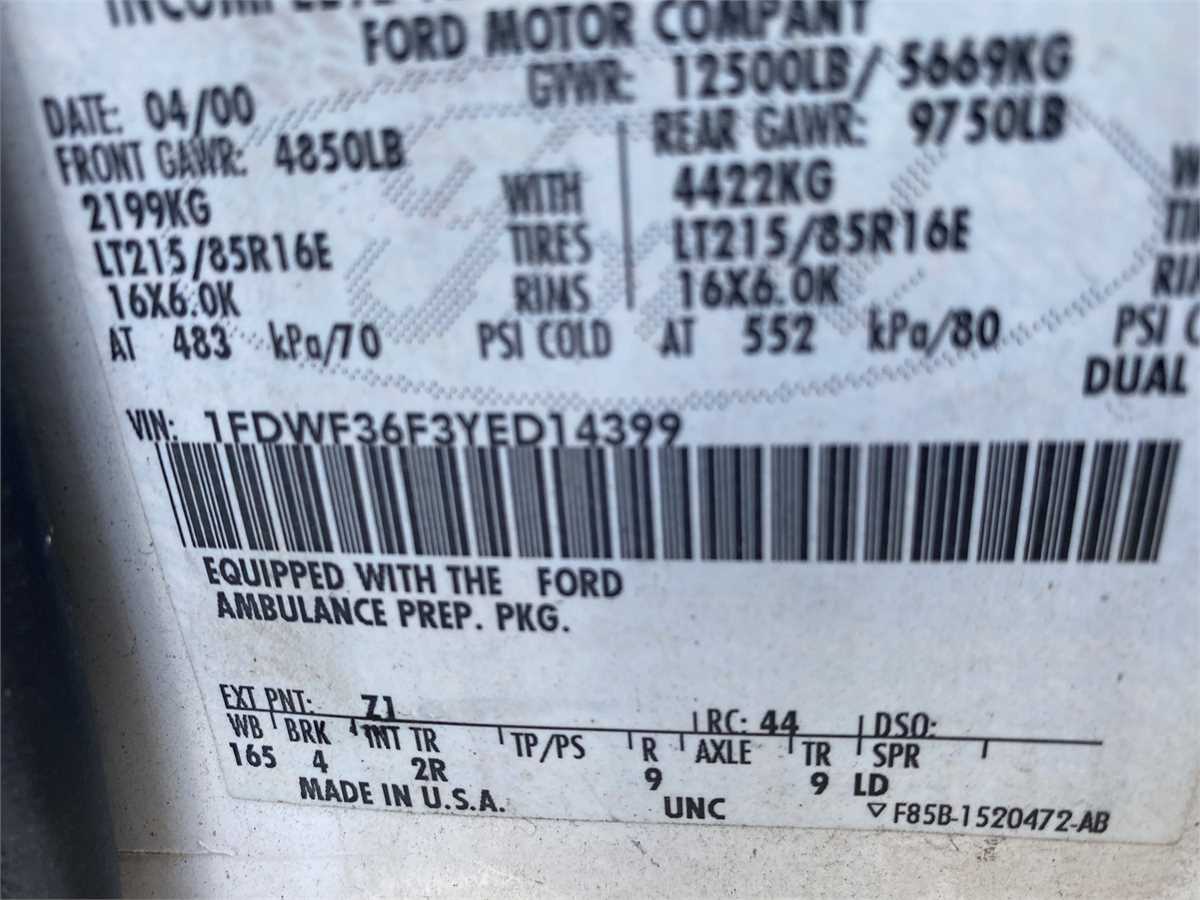 FORD MOTOR COMPANY
DATE: 04/00 GVWR: 12500LB/ 5669KG
FRONT GAWR: 4850LB REAR GAWR: 9750LB
2199KG WITH 4422KG
LT215/85R16E TIRES LT215/85R16E
16X6.0K RIMS 16X6.0K
AT 483 kPa/70 PSI COLD AT 552 kPa/80 PSI
DUAL
VIN: 1FDWF36F3YED14399
EQUIPPED WITH THE FORD
AMBULANCE PREP. PKG.
EXT PNT: Z1 RC: 44 DSO:
WB BRK INT TR TP/PS R AXLE TR SPR
165 4 2R 9 9 LD
MADE IN U.S.A. UNC F85B-1520472-AB